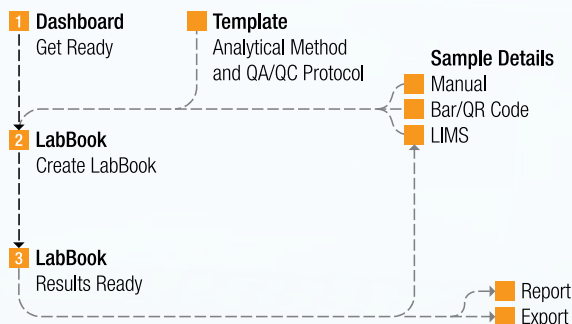 1 Dashboard
Get Ready
Template
Analytical Method
and QA/QC Protocol
Sample Details
Manual
Bar/QR Code
LIMS
2 LabBook
Create LabBook
3 LabBook
Results Ready
Report
Export